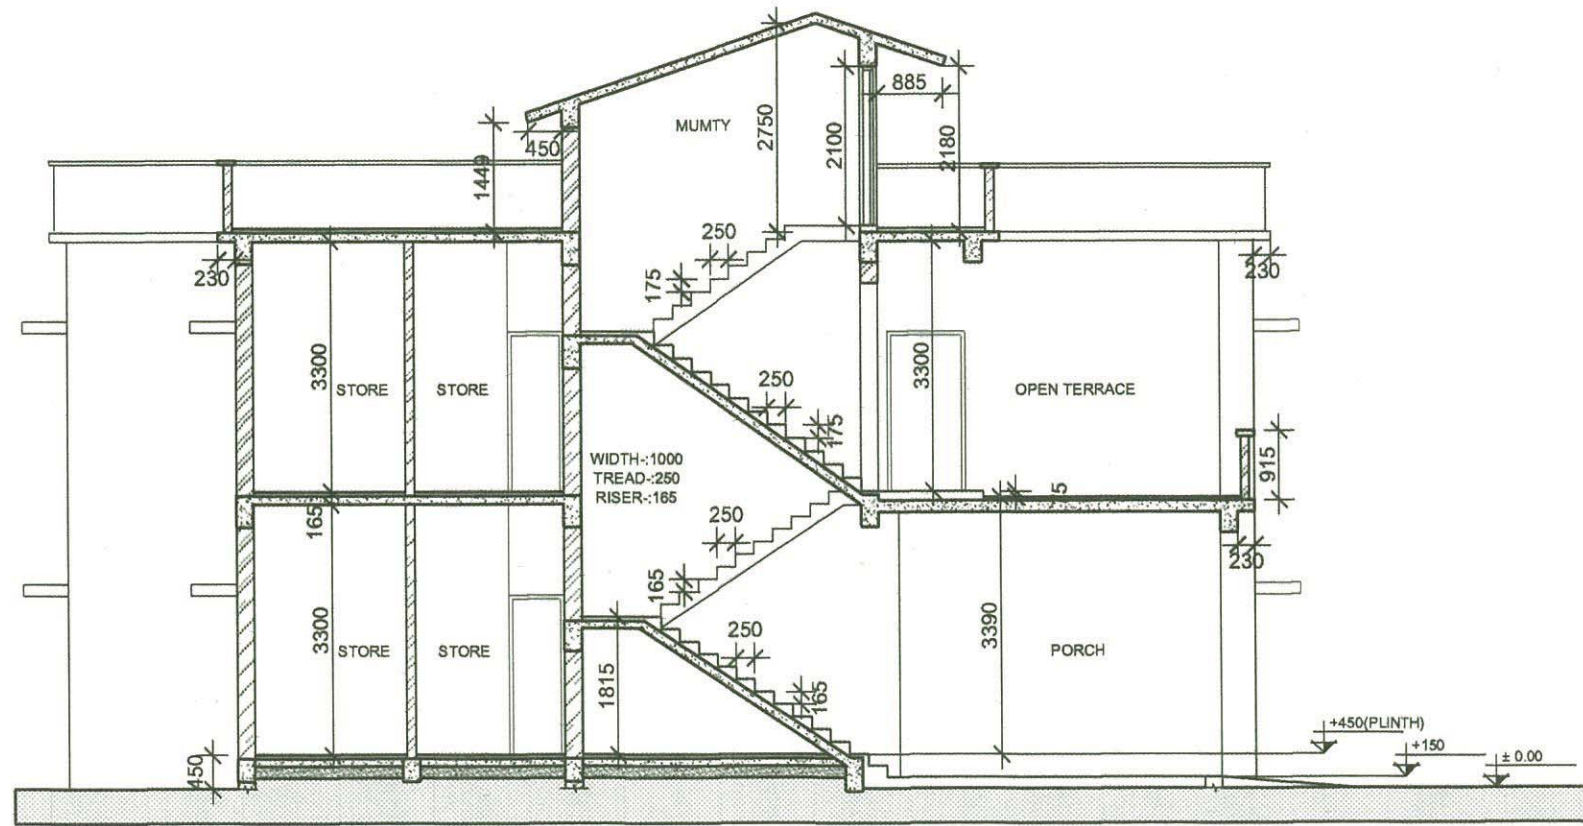 885
2750
MUMTY
2100
2180
450
1449
250
230
175
230
3300
STORE
STORE
3300
OPEN TERRACE
250
175
WIDTH-:1000
TREAD-:250
RISER-:165
915
165
5
250
230
165
3300
STORE
STORE
250
3390
PORCH
1815
165
+450(PLINTH)
+150
± 0.00
450